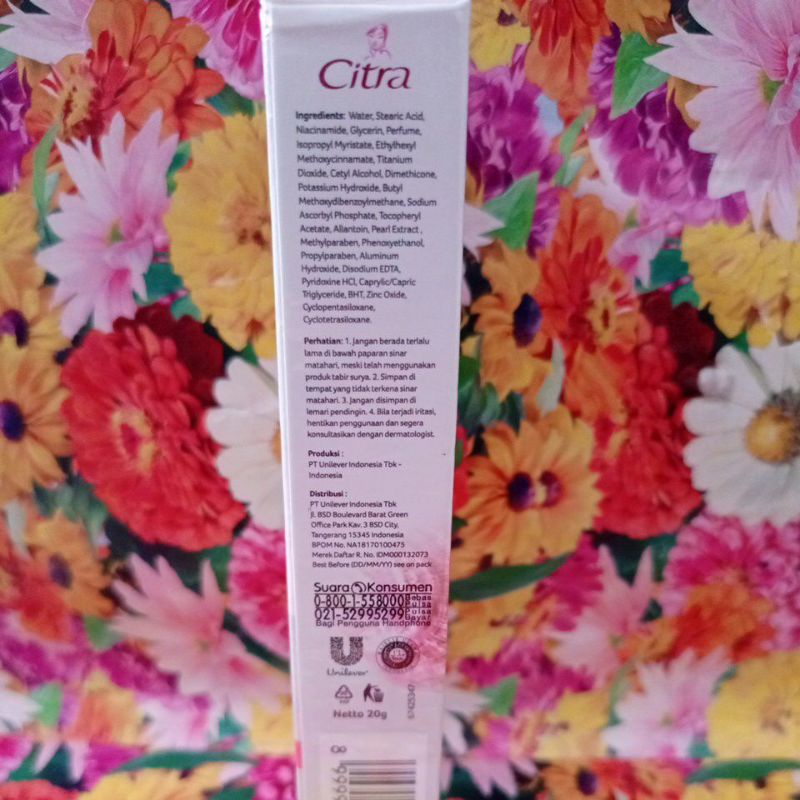 Citra
Ingredients: Water, Stearic Acid,
Niacinamide, Glycerin, Perfume,
Isopropyl Myristate, Ethylhexyl
Methoxycinnamate, Titanium
Dioxide, Cetyl Alcohol, Dimethicone,
Potassium Hydroxide, Butyl
Methoxydibenzoylmethane, Sodium
Ascorbyl Phosphate, Tocopheryl
Acetate, Allantoin, Pearl Extract ,
Methylparaben, Phenoxyethanol,
Propylparaben, Aluminum
Hydroxide, Disodium EDTA,
Pyridoxine HCl, Caprylic/Capric
Triglyceride, BHT, Zinc Oxide,
Cyclopentasiloxane,
Cyclotetrasiloxane.
Perhatian: 1. Jangan berada terlalu
lama di bawah paparan sinar
matahari, meski telah menggunakan
produk tabir surya. 2. Simpan di
tempat yang tidak terkena sinar
matahari. 3. Jangan disimpan di
lemari pendingin. 4. Bila terjadi iritasi,
hentikan penggunaan dan segera
konsultasikan dengan dermatologist.
Produksi :
PT Unilever Indonesia Tbk -
Indonesia
Distribusi :
PT Unilever Indonesia Tbk
Jl. BSD Boulevard Barat Green
Office Park Kav. 3 BSD City,
Tangerang 15345 Indonesia
BPOM No. NA18170100475
Merek Daftar R. No. IDM000132073
Best Before (DD/MM/YY) see on pack
Suara Konsumen
0-800-1-558000 Bebas Pulsa
021-52995299 Pulsa Bayar
Bagi Pengguna Handphone
Unilever
67425347
Netto 20g
8
9999